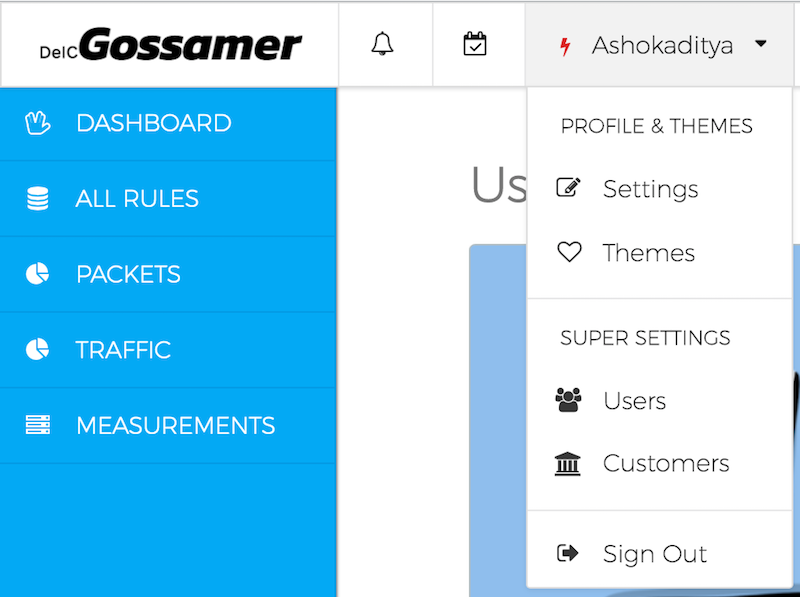 DeIC Gossamer
Ashokaditya
DASHBOARD
ALL RULES
PACKETS
TRAFFIC
MEASUREMENTS
Us
PROFILE & THEMES
Settings
Themes
SUPER SETTINGS
Users
Customers
Sign Out